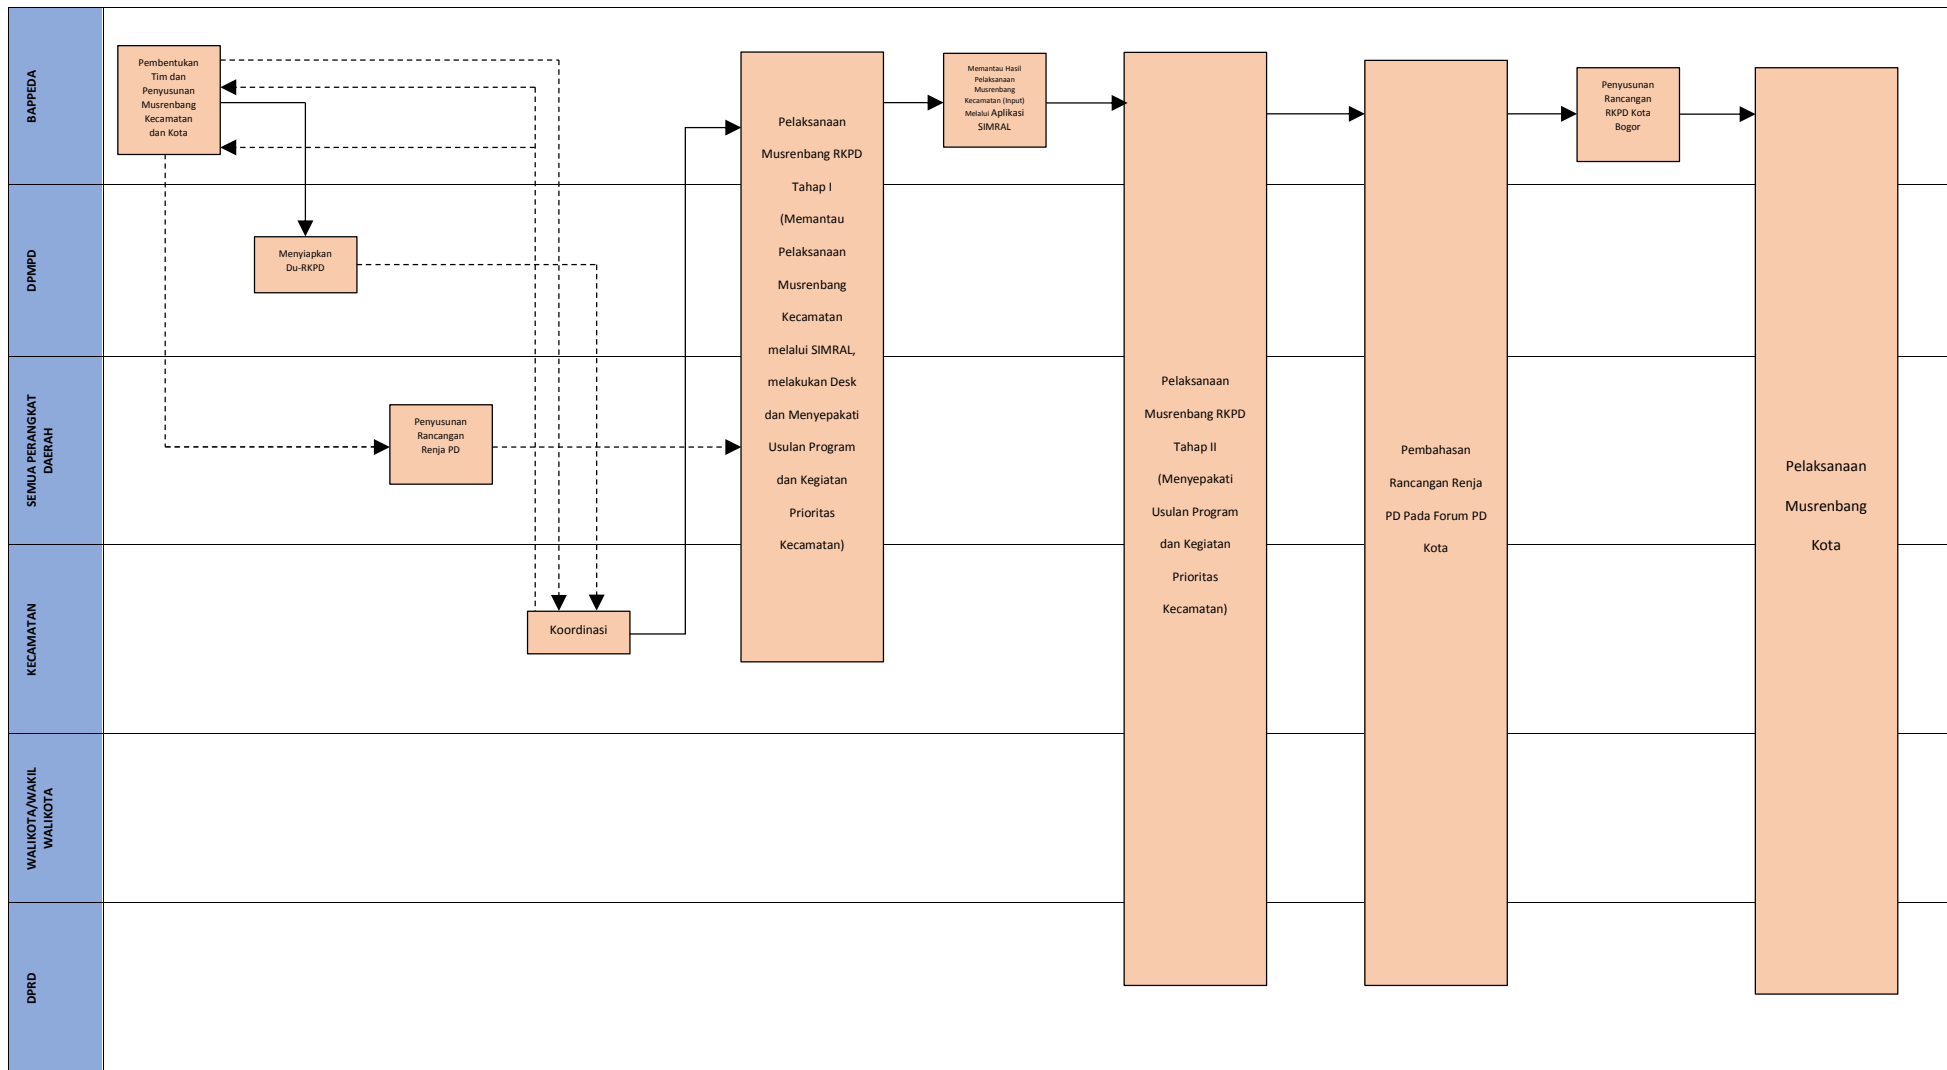 BAPPEDA
Pembentukan
Tim dan
Penyusunan
Musrenbang
Kecamatan
dan Kota
DPMPD
Menyiapkan
Du-RKPD
SEMUA PERANGKAT
DAERAH
Penyusunan
Rancangan
Renja PD
KECAMATAN
Koordinasi
WALIKOTA/WAKIL
WALIKOTA
DPRD
Pelaksanaan
Musrenbang RKPD
Tahap I
(Memantau
Pelaksanaan
Musrenbang
Kecamatan
melalui SIMRAL,
melakukan Desk
dan Menyepakati
Usulan Program
dan Kegiatan
Prioritas
Kecamatan)
Memantau Hasil
Pelaksanaan
Musrenbang
Kecamatan (Input)
Melalui Aplikasi
SIMRAL
Pelaksanaan
Musrenbang RKPD
Tahap II
(Menyepakati
Usulan Program
dan Kegiatan
Prioritas
Kecamatan)
Pembahasan
Rancangan Renja
PD Pada Forum PD
Kota
Penyusunan
Rancangan
RKPD Kota
Bogor
Pelaksanaan
Musrenbang
Kota